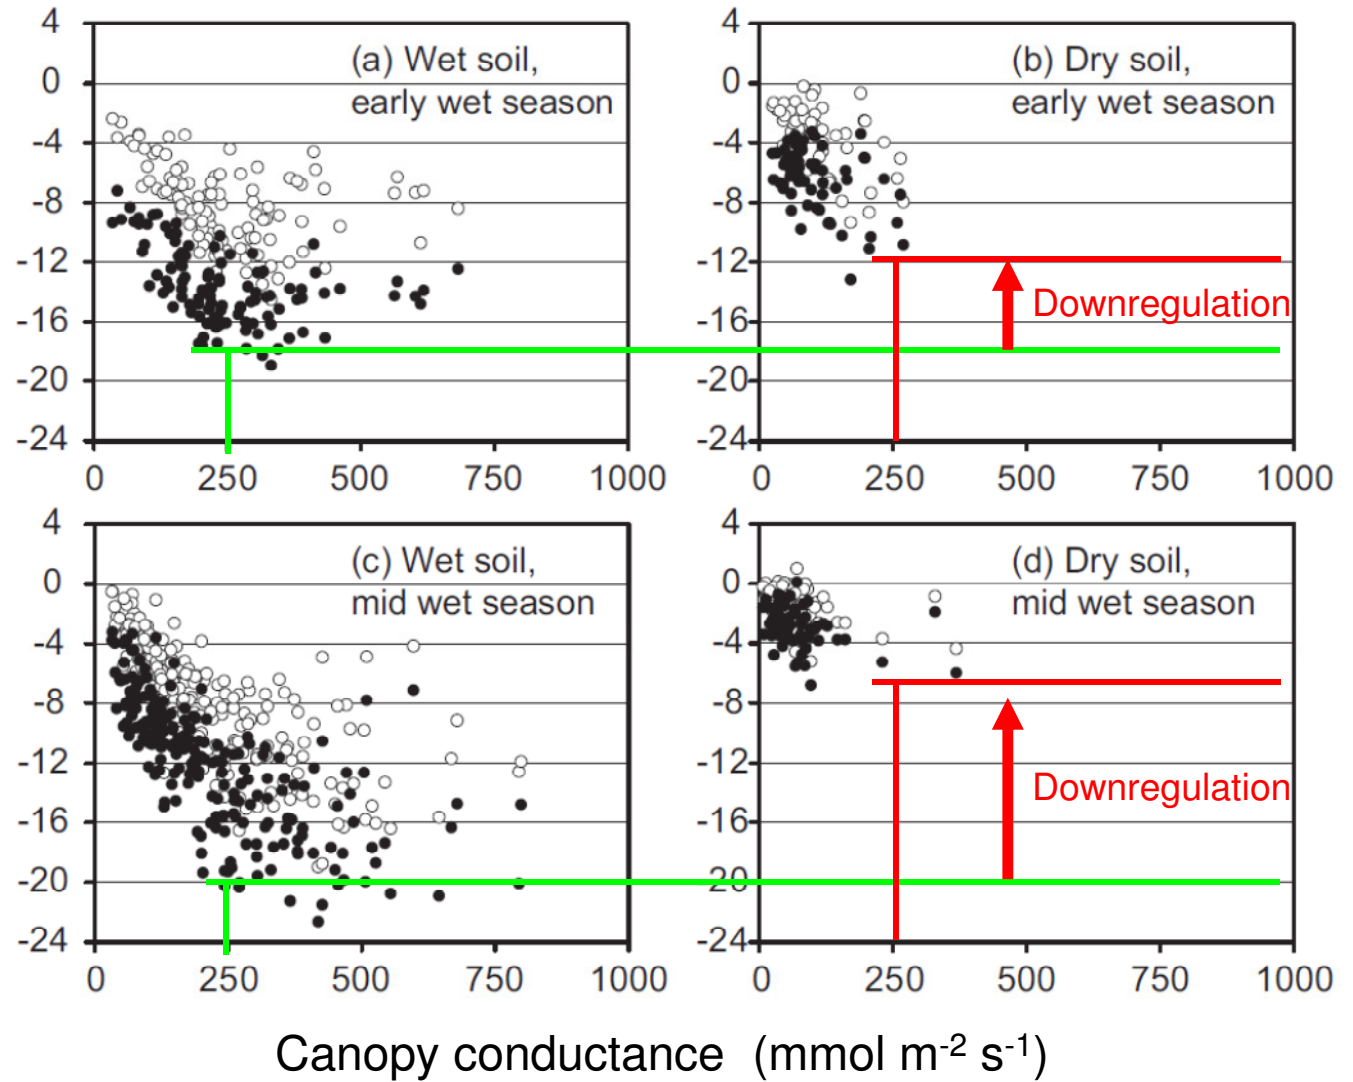 4
0
-4
-8
-12
-16
-20
-24
0 250 500 750 1000
(a) Wet soil,
early wet season
4
0
-4
-8
-12
-16
-20
-24
0 250 500 750 1000
(b) Dry soil,
early wet season
Downregulation
4
0
-4
-8
-12
-16
-20
-24
0 250 500 750 1000
(c) Wet soil,
mid wet season
4
0
-4
-8
-12
-16
-20
-24
0 250 500 750 1000
(d) Dry soil,
mid wet season
Downregulation
Canopy conductance (mmol m⁻² s⁻¹)